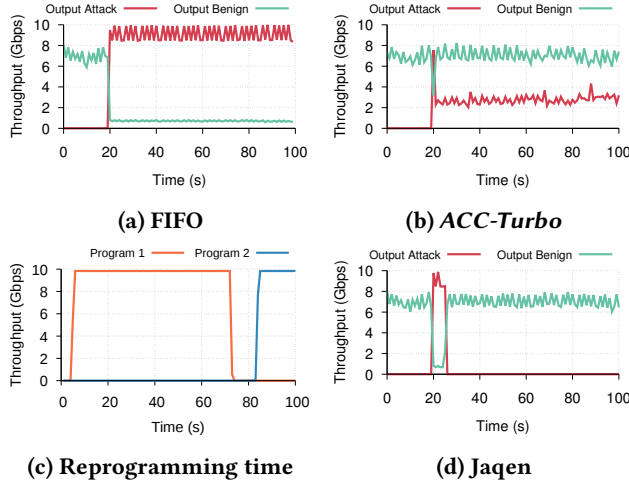 Output Attack Output Benign
Throughput (Gbps)
10
8
6
4
2
0
0 20 40 60 80 100
Time (s)
(a) FIFO
Output Attack Output Benign
Throughput (Gbps)
10
8
6
4
2
0
0 20 40 60 80 100
Time (s)
(b) ACC-Turbo
Program 1 Program 2
Throughput (Gbps)
10
8
6
4
2
0
0 20 40 60 80 100
Time (s)
(c) Reprogramming time
Output Attack Output Benign
Throughput (Gbps)
10
8
6
4
2
0
0 20 40 60 80 100
Time (s)
(d) Jaqen